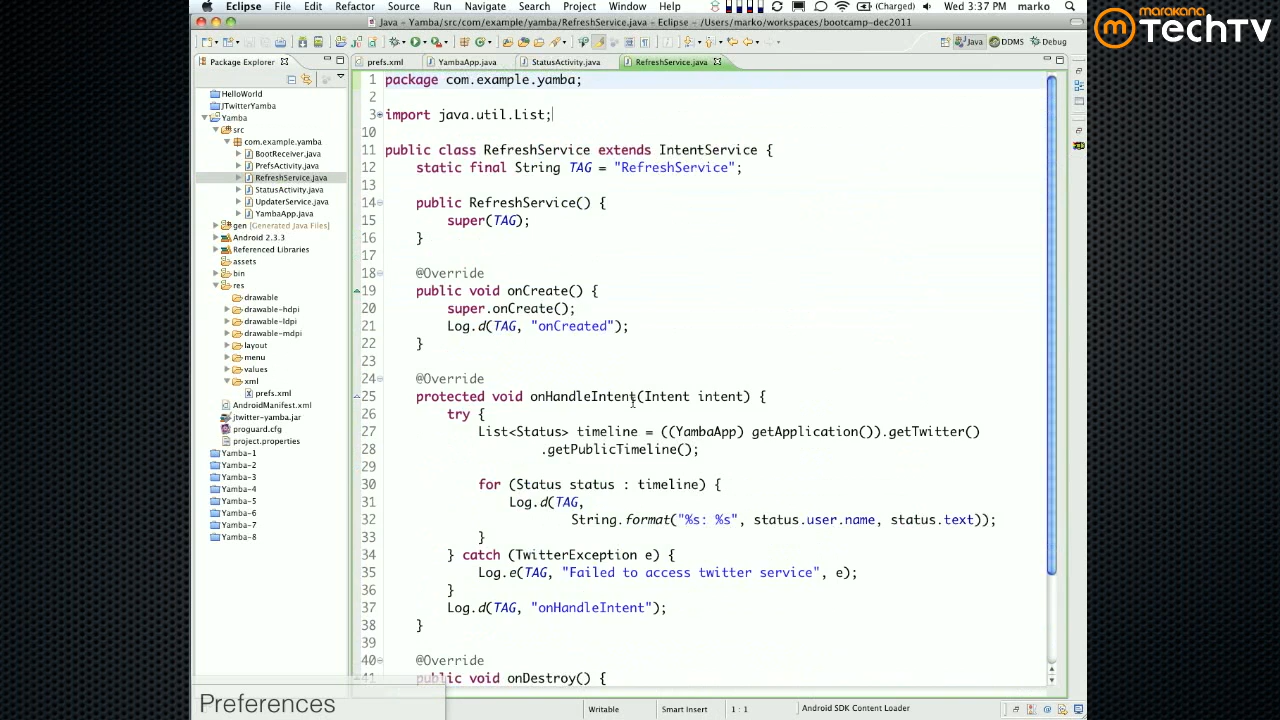 Eclipse File Edit Refactor Source Navigate Search Project Run Window Help (Charged) Wed 3:37 PM marko
Java - Yamba/src/com/example/yamba/RefreshService.java - Eclipse - /Users/marko/workspaces/bootcamp-dec2011
marakana
TechTV
Java DDMS Debug
Package Explorer
prefs.xml YambaApp.java StatusActivity.java RefreshService.java
HelloWorld
JTwitterYamba
Yamba
src
com.example.yamba
BootReceiver.java
PrefsActivity.java
RefreshService.java
StatusActivity.java
UpdaterService.java
YambaApp.java
gen [Generated Java Files]
Android 2.3.3
Referenced Libraries
assets
bin
res
drawable
drawable-hdpi
drawable-ldpi
drawable-mdpi
layout
menu
values
xml
prefs.xml
AndroidManifest.xml
jtwitter-yamba.jar
proguard.cfg
project.properties
Yamba-1
Yamba-2
Yamba-3
Yamba-4
Yamba-5
Yamba-6
Yamba-7
Yamba-8
1 package com.example.yamba;
2
3 import java.util.List;
10
11 public class RefreshService extends IntentService {
12 static final String TAG = "RefreshService";
13
14 public RefreshService() {
15 super(TAG);
16 }
17
18 @Override
19 public void onCreate() {
20 super.onCreate();
21 Log.d(TAG, "onCreated");
22 }
23
24 @Override
25 protected void onHandleIntent(Intent intent) {
26 try {
27 List<Status> timeline = ((YambaApp) getApplication()).getTwitter()
28 .getPublicTimeline();
29
30 for (Status status : timeline) {
31 Log.d(TAG,
32 String.format("%s: %s", status.user.name, status.text));
33 }
34 } catch (TwitterException e) {
35 Log.e(TAG, "Failed to access twitter service", e);
36 }
37 Log.d(TAG, "onHandleIntent");
38 }
39
40 @Override
41 public void onDestroy() {
Preferences
Writable Smart Insert 1 : 1 Android SDK Content Loader